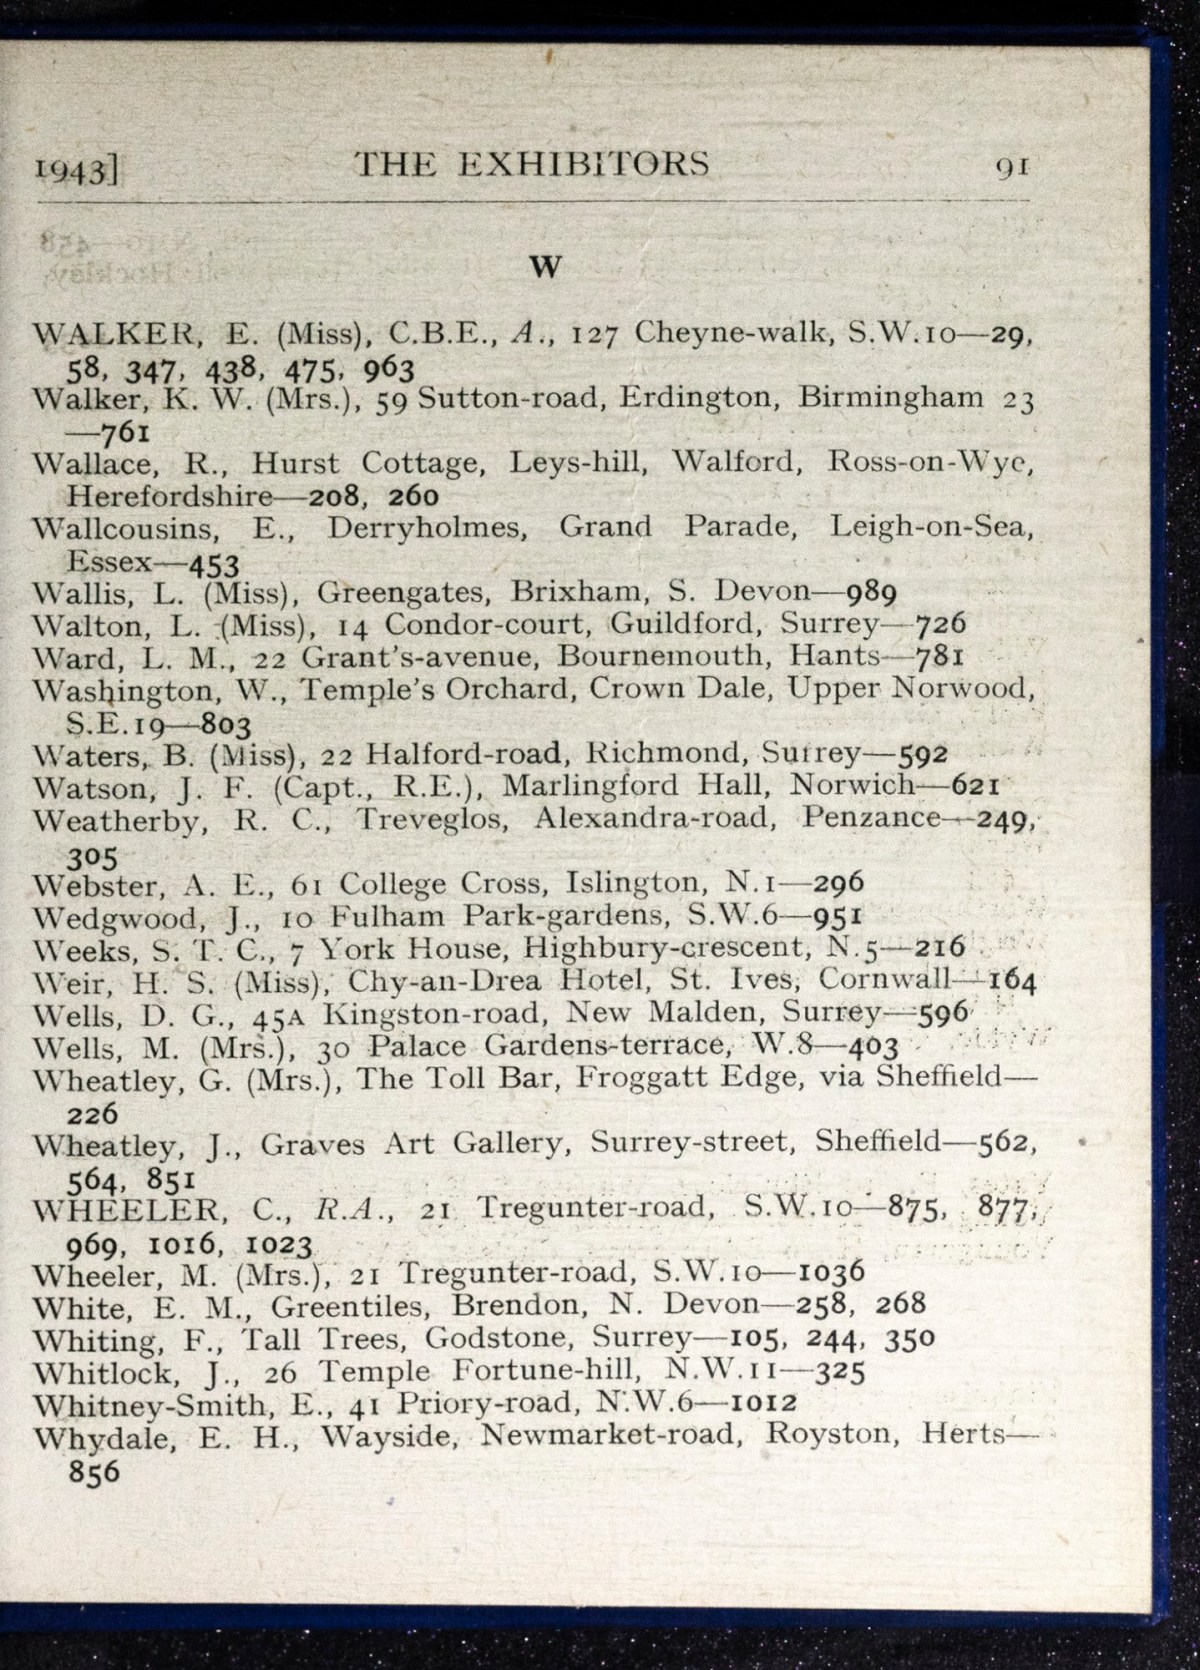 1943] THE EXHIBITORS 91
W
WALKER, E. (Miss), C.B.E., A., 127 Cheyne-walk, S.W.10—29,
58, 347, 438, 475, 963
Walker, K. W. (Mrs.), 59 Sutton-road, Erdington, Birmingham 23
—761
Wallace, R., Hurst Cottage, Leys-hill, Walford, Ross-on-Wye,
Herefordshire—208, 260
Wallcousins, E., Derryholmes, Grand Parade, Leigh-on-Sea,
Essex—453
Wallis, L. (Miss), Greengates, Brixham, S. Devon—989
Walton, L. (Miss), 14 Condor-court, Guildford, Surrey—726
Ward, L. M., 22 Grant's-avenue, Bournemouth, Hants—781
Washington, W., Temple's Orchard, Crown Dale, Upper Norwood,
S.E.19—803
Waters, B. (Miss), 22 Halford-road, Richmond, Surrey—592
Watson, J. F. (Capt., R.E.), Marlingford Hall, Norwich—621
Weatherby, R. C., Treveglos, Alexandra-road, Penzance—249,
305
Webster, A. E., 61 College Cross, Islington, N.1—296
Wedgwood, J., 10 Fulham Park-gardens, S.W.6—951
Weeks, S. T. C., 7 York House, Highbury-crescent, N.5—216
Weir, H. S. (Miss), Chy-an-Drea Hotel, St. Ives, Cornwall—164
Wells, D. G., 45A Kingston-road, New Malden, Surrey—596
Wells, M. (Mrs.), 30 Palace Gardens-terrace, W.8—403
Wheatley, G. (Mrs.), The Toll Bar, Froggatt Edge, via Sheffield—
226
Wheatley, J., Graves Art Gallery, Surrey-street, Sheffield—562,
564, 851
WHEELER, C., R.A., 21 Tregunter-road, S.W.10—875, 877,
969, 1016, 1023
Wheeler, M. (Mrs.), 21 Tregunter-road, S.W.10—1036
White, E. M., Greentiles, Brendon, N. Devon—258, 268
Whiting, F., Tall Trees, Godstone, Surrey—105, 244, 350
Whitlock, J., 26 Temple Fortune-hill, N.W.11—325
Whitney-Smith, E., 41 Priory-road, N.W.6—1012
Whydale, E. H., Wayside, Newmarket-road, Royston, Herts—
856